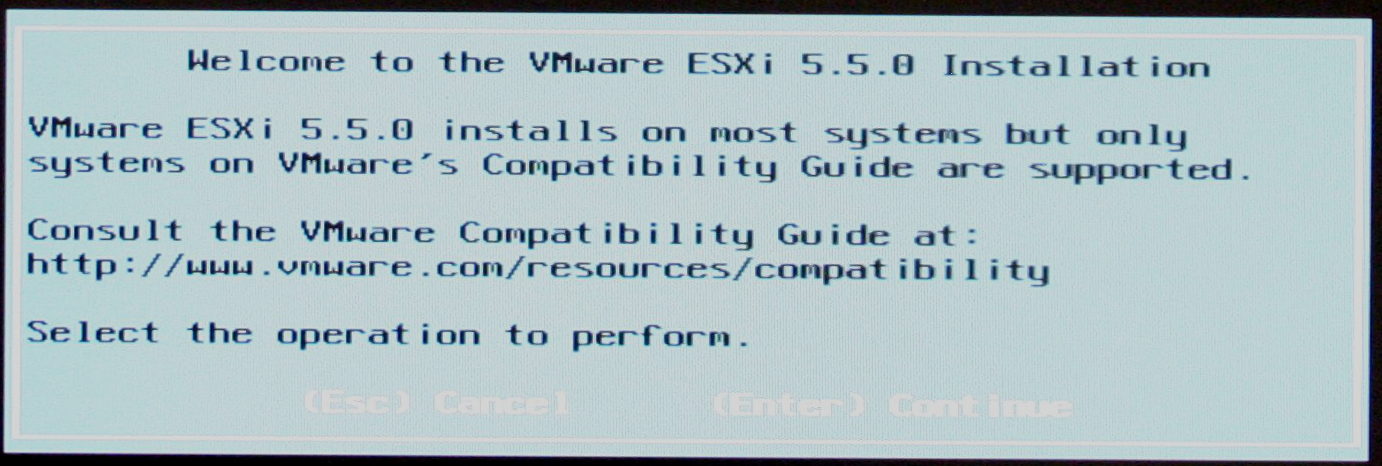 Welcome to the VMware ESXi 5.5.0 Installation
VMware ESXi 5.5.0 installs on most systems but only
systems on VMware's Compatibility Guide are supported.
Consult the VMware Compatibility Guide at:
http://www.vmware.com/resources/compatibility
Select the operation to perform.
(Esc) Cancel (Enter) Continue